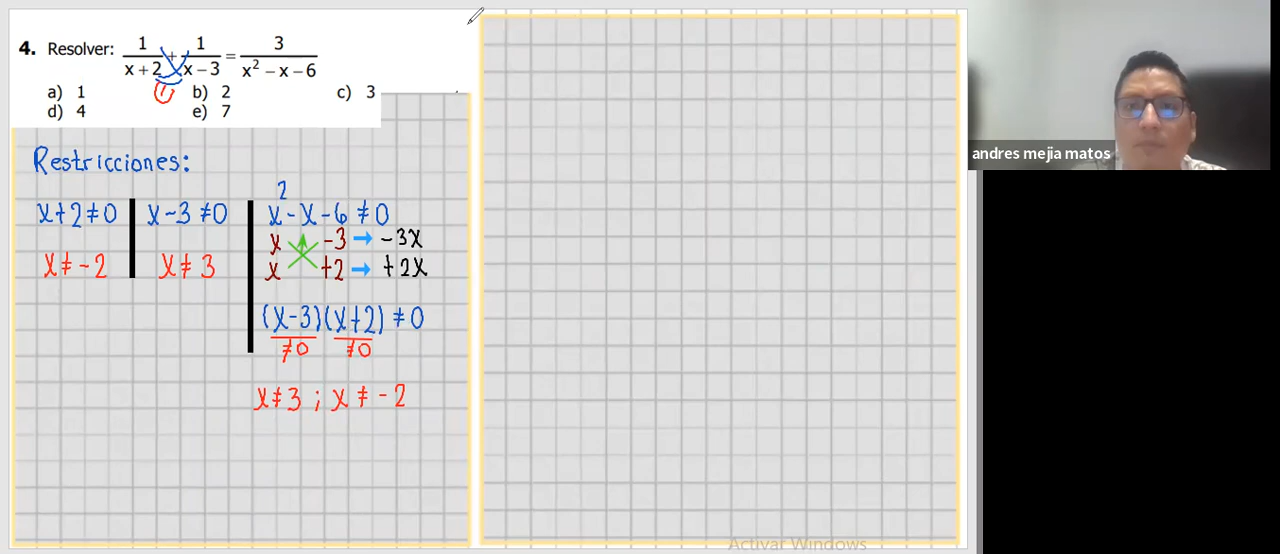 4. Resolver: 1/(x + 2) + 1/(x − 3) = 3/(x² − x − 6)
a) 1 b) 2 c) 3
d) 4 e) 7
1
Restricciones:
x+2≠0 x−3≠0 x²−x−6≠0
x −3 → −3x
x≠−2 x≠3 x +2 → +2x
(x−3)(x+2)≠0
≠0 ≠0
x≠3 ; x≠−2
andres mejia matos
Activar Windows